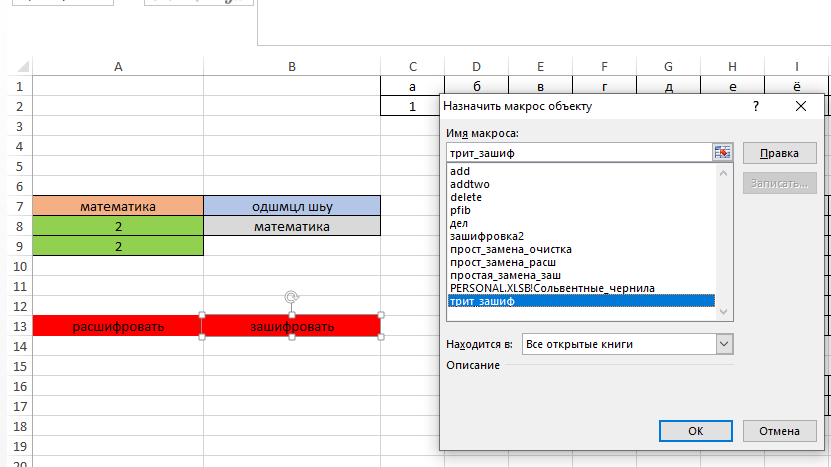 A B C D E F G H I
1 а б в г д е ё
2 1
3
4
5
6
7 математика одшмцл шьу
8 2 математика
9 2
10
11
12
13 расшифровать зашифровать
14
15
16
17
18
19
20
Назначить макрос объекту ?
Имя макроса:
трит_зашиф
Правка
Записать...
add
addtwo
delete
pfib
дел
зашифровка2
прост_замена_очистка
прост_замена_расш
простая_замена_заш
PERSONAL.XLSB!Сольвентные_чернила
трит_зашиф
Находится в: Все открытые книги
Описание
ОК Отмена